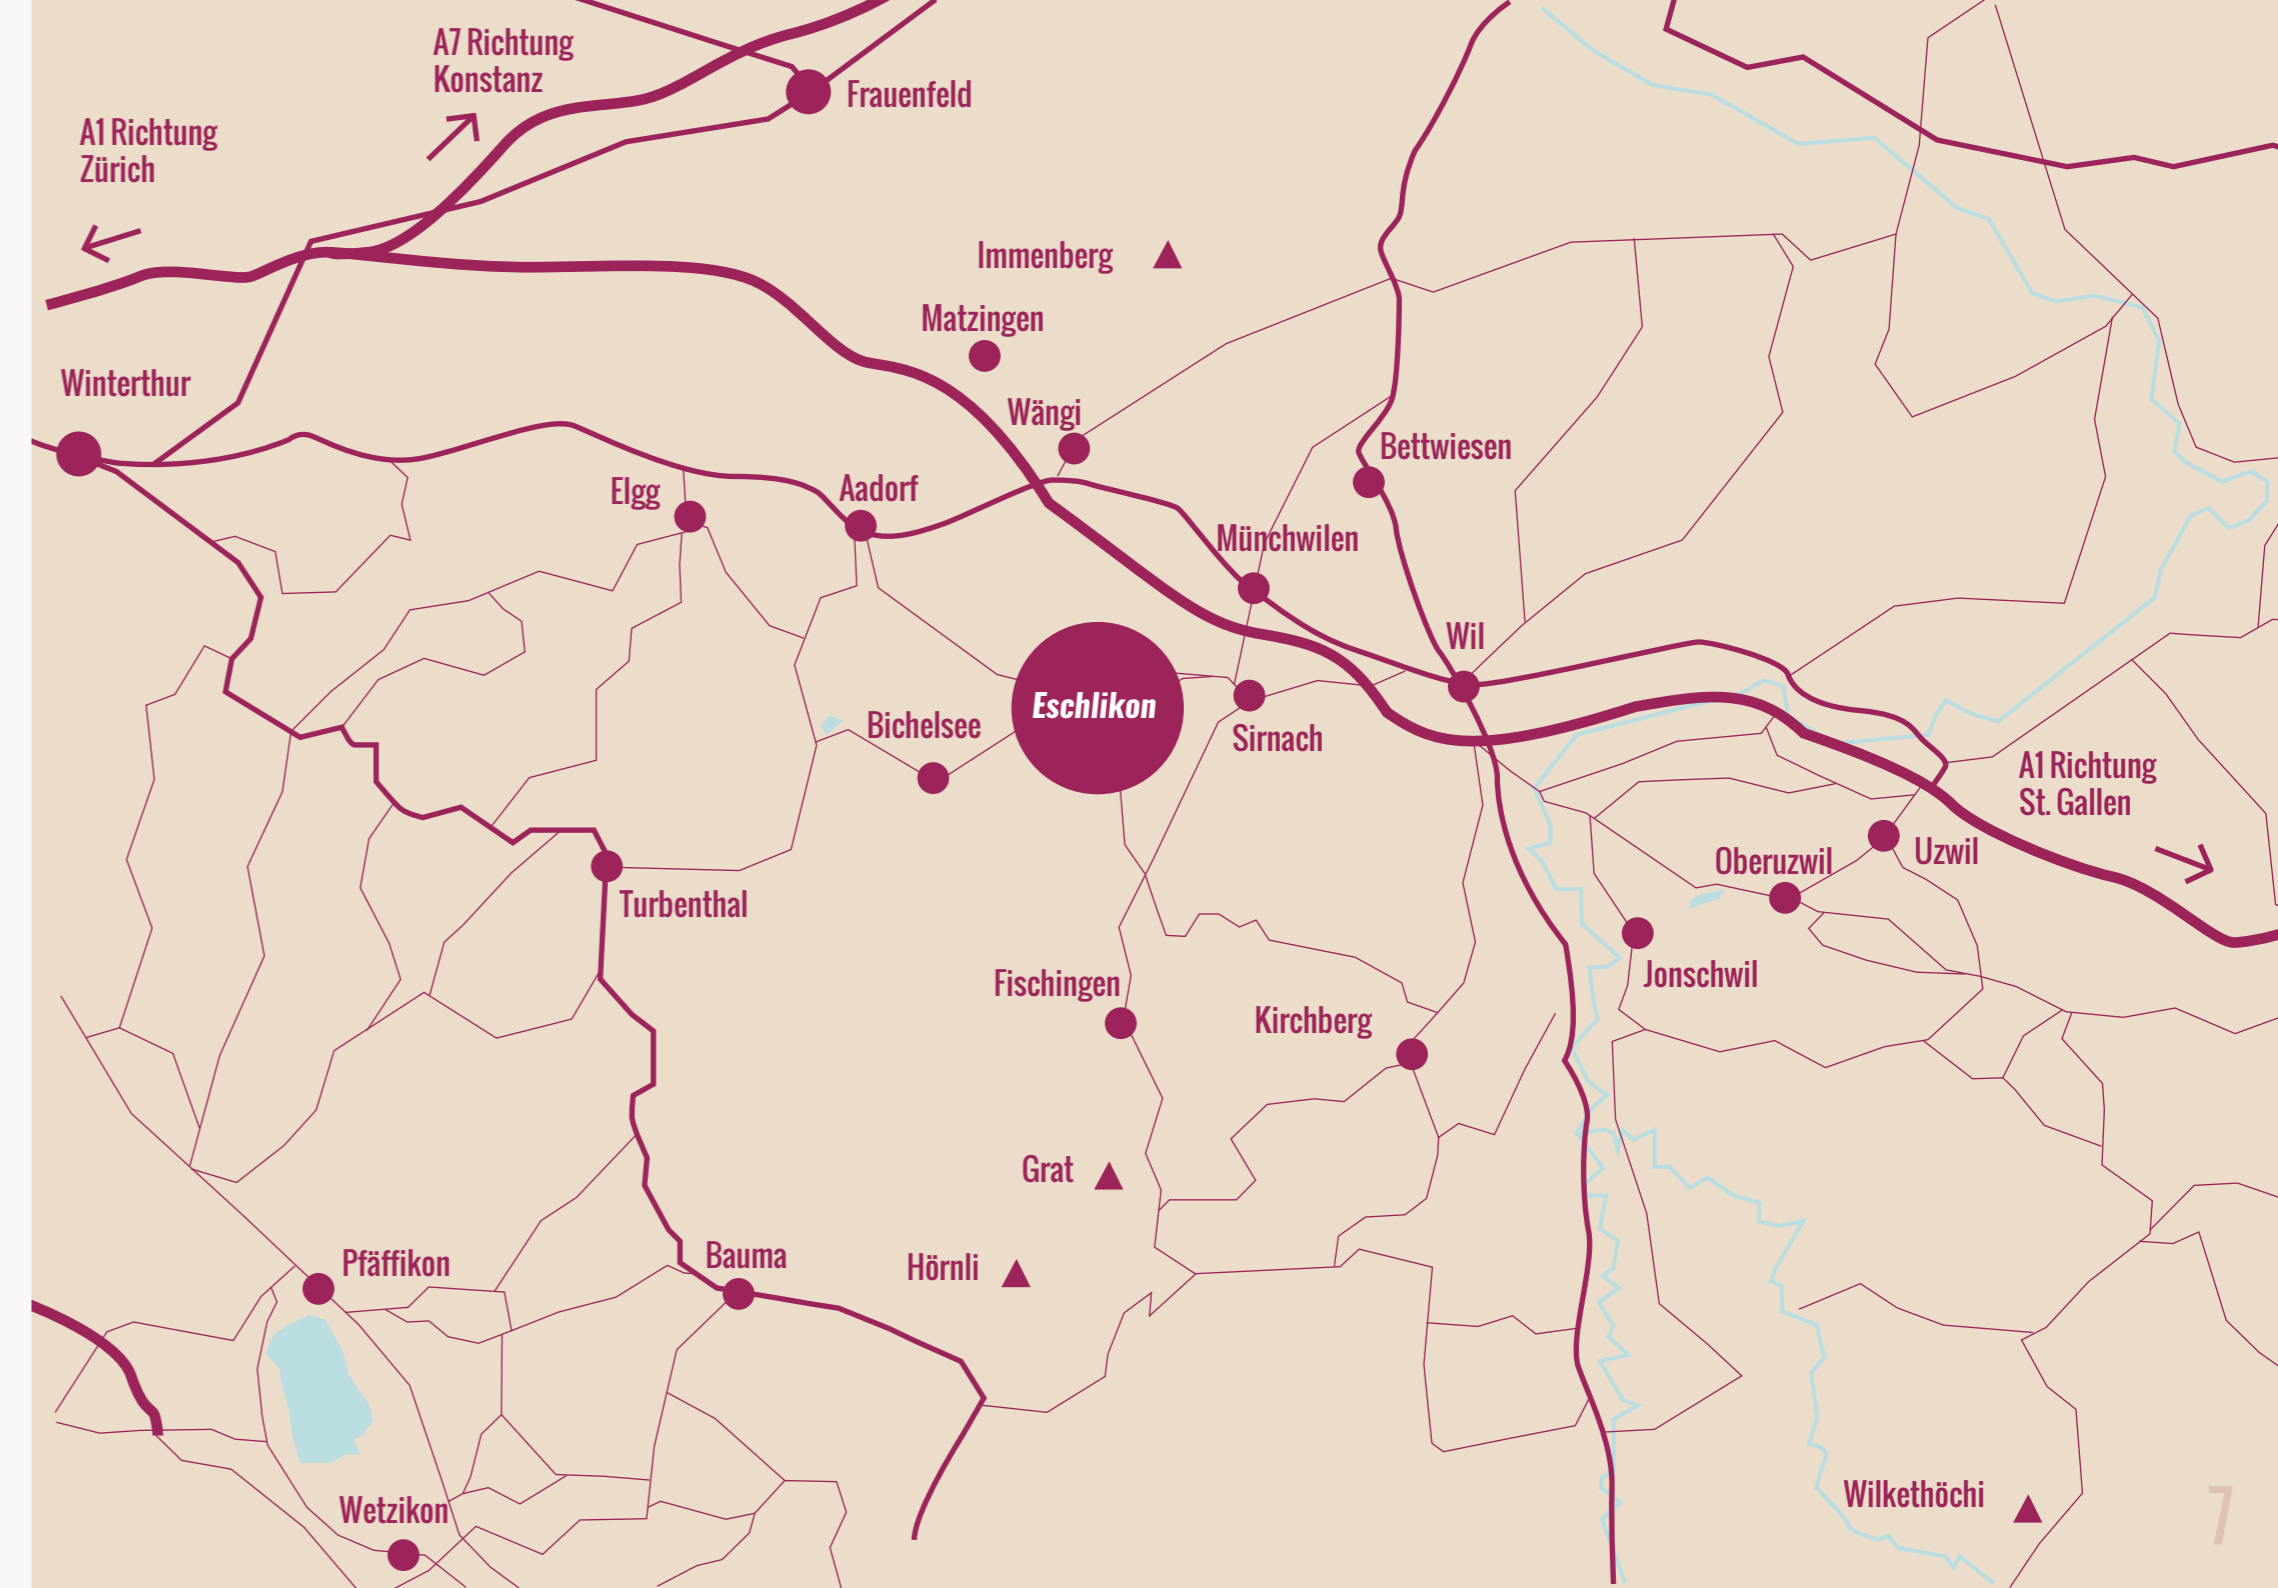 A7 Richtung
Konstanz
Frauenfeld
A1 Richtung
Zürich
Immenberg
Matzingen
Winterthur
Wängi
Bettwiesen
Elgg
Aadorf
Münchwilen
Wil
Eschlikon
Bichelsee
Sirnach
A1 Richtung
St. Gallen
Oberuzwil
Uzwil
Turbenthal
Jonschwil
Fischingen
Kirchberg
Grat
Pfäffikon
Bauma
Hörnli
Wilkethöchi
Wetzikon
7